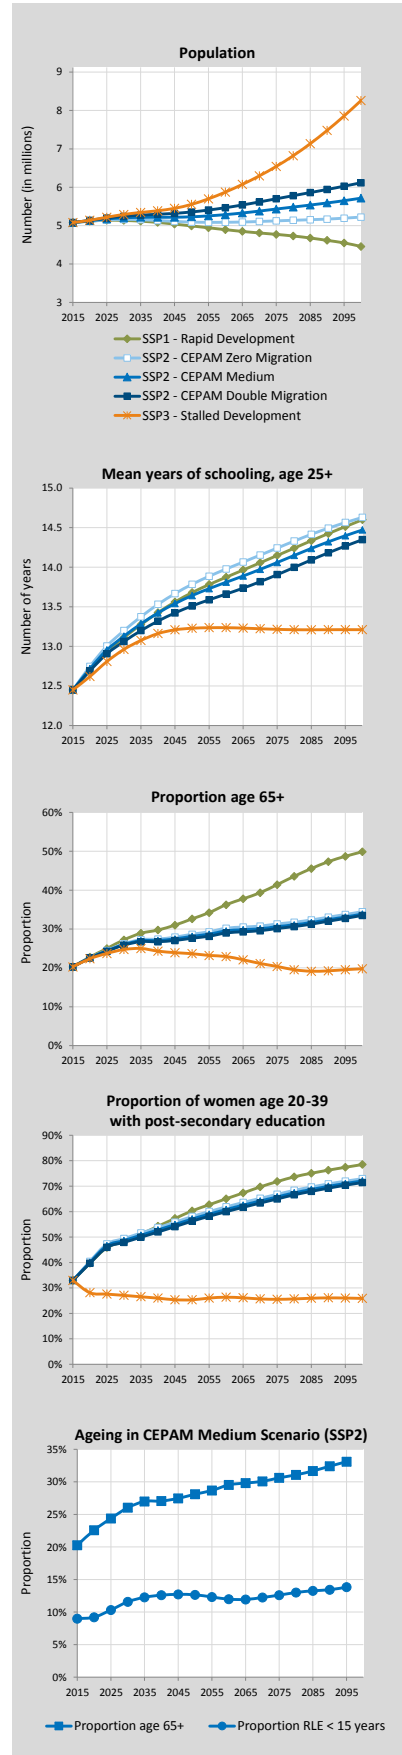 Population
9
8
7
6
5
4
3
Number (in millions)
2015 2025 2035 2045 2055 2065 2075 2085 2095
SSP1 - Rapid Development
SSP2 - CEPAM Zero Migration
SSP2 - CEPAM Medium
SSP2 - CEPAM Double Migration
SSP3 - Stalled Development
Mean years of schooling, age 25+
15.0
14.5
14.0
13.5
13.0
12.5
12.0
Number of years
2015 2025 2035 2045 2055 2065 2075 2085 2095
Proportion age 65+
60%
50%
40%
30%
20%
10%
0%
Proportion
2015 2025 2035 2045 2055 2065 2075 2085 2095
Proportion of women age 20-39
with post-secondary education
90%
80%
70%
60%
50%
40%
30%
20%
10%
0%
Proportion
2015 2025 2035 2045 2055 2065 2075 2085 2095
Ageing in CEPAM Medium Scenario (SSP2)
35%
30%
25%
20%
15%
10%
5%
0%
Proportion
2015 2025 2035 2045 2055 2065 2075 2085 2095
Proportion age 65+ Proportion RLE < 15 years